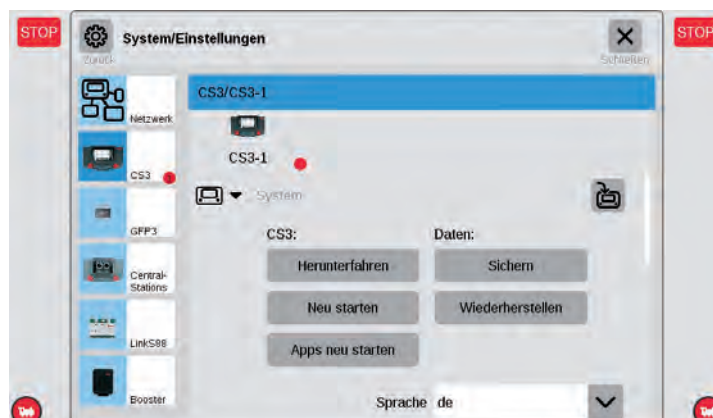 STOP
System/Einstellungen
STOP
Zurück
Schließen
CS3/CS3-1
Netzwerk
CS3-1
CS3
System
GFP3
CS3:
Daten:
Herunterfahren
Sichern
Central-
Stations
Neu starten
Wiederherstellen
LinkS88
Apps neu starten
Booster
Sprache de